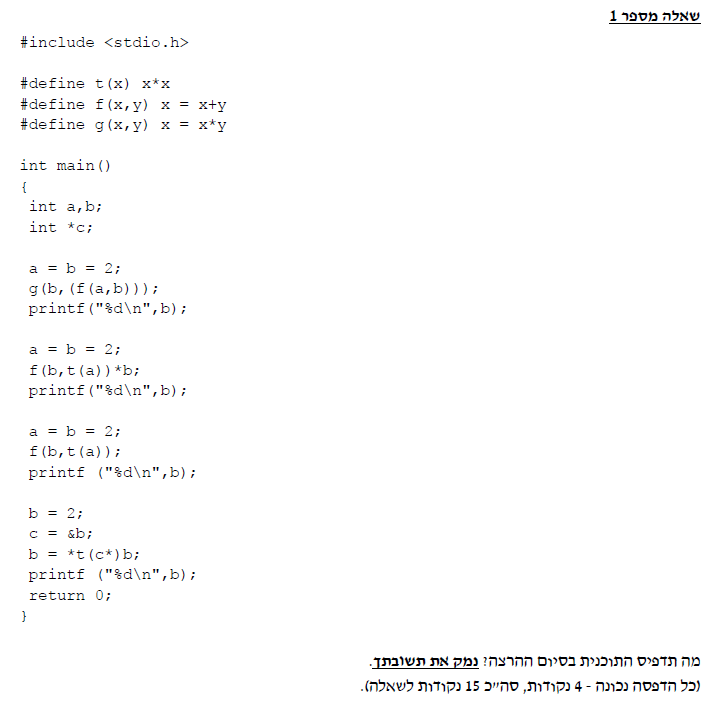 שאלה מספר 1
#include <stdio.h>
#define t(x) x*x
#define f(x,y) x = x+y
#define g(x,y) x = x*y
int main()
{
int a,b;
int *c;
a = b = 2;
g(b,(f(a,b)));
printf("%d\n",b);
a = b = 2;
f(b,t(a))*b;
printf("%d\n",b);
a = b = 2;
f(b,t(a));
printf ("%d\n",b);
b = 2;
c = &b;
b = *t(c*)b;
printf ("%d\n",b);
return 0;
}
מה תדפיס התוכנית בסיום ההרצה? נמק את תשובתך.
(כל הדפסה נכונה - 4 נקודות, סה״כ 15 נקודות לשאלה).